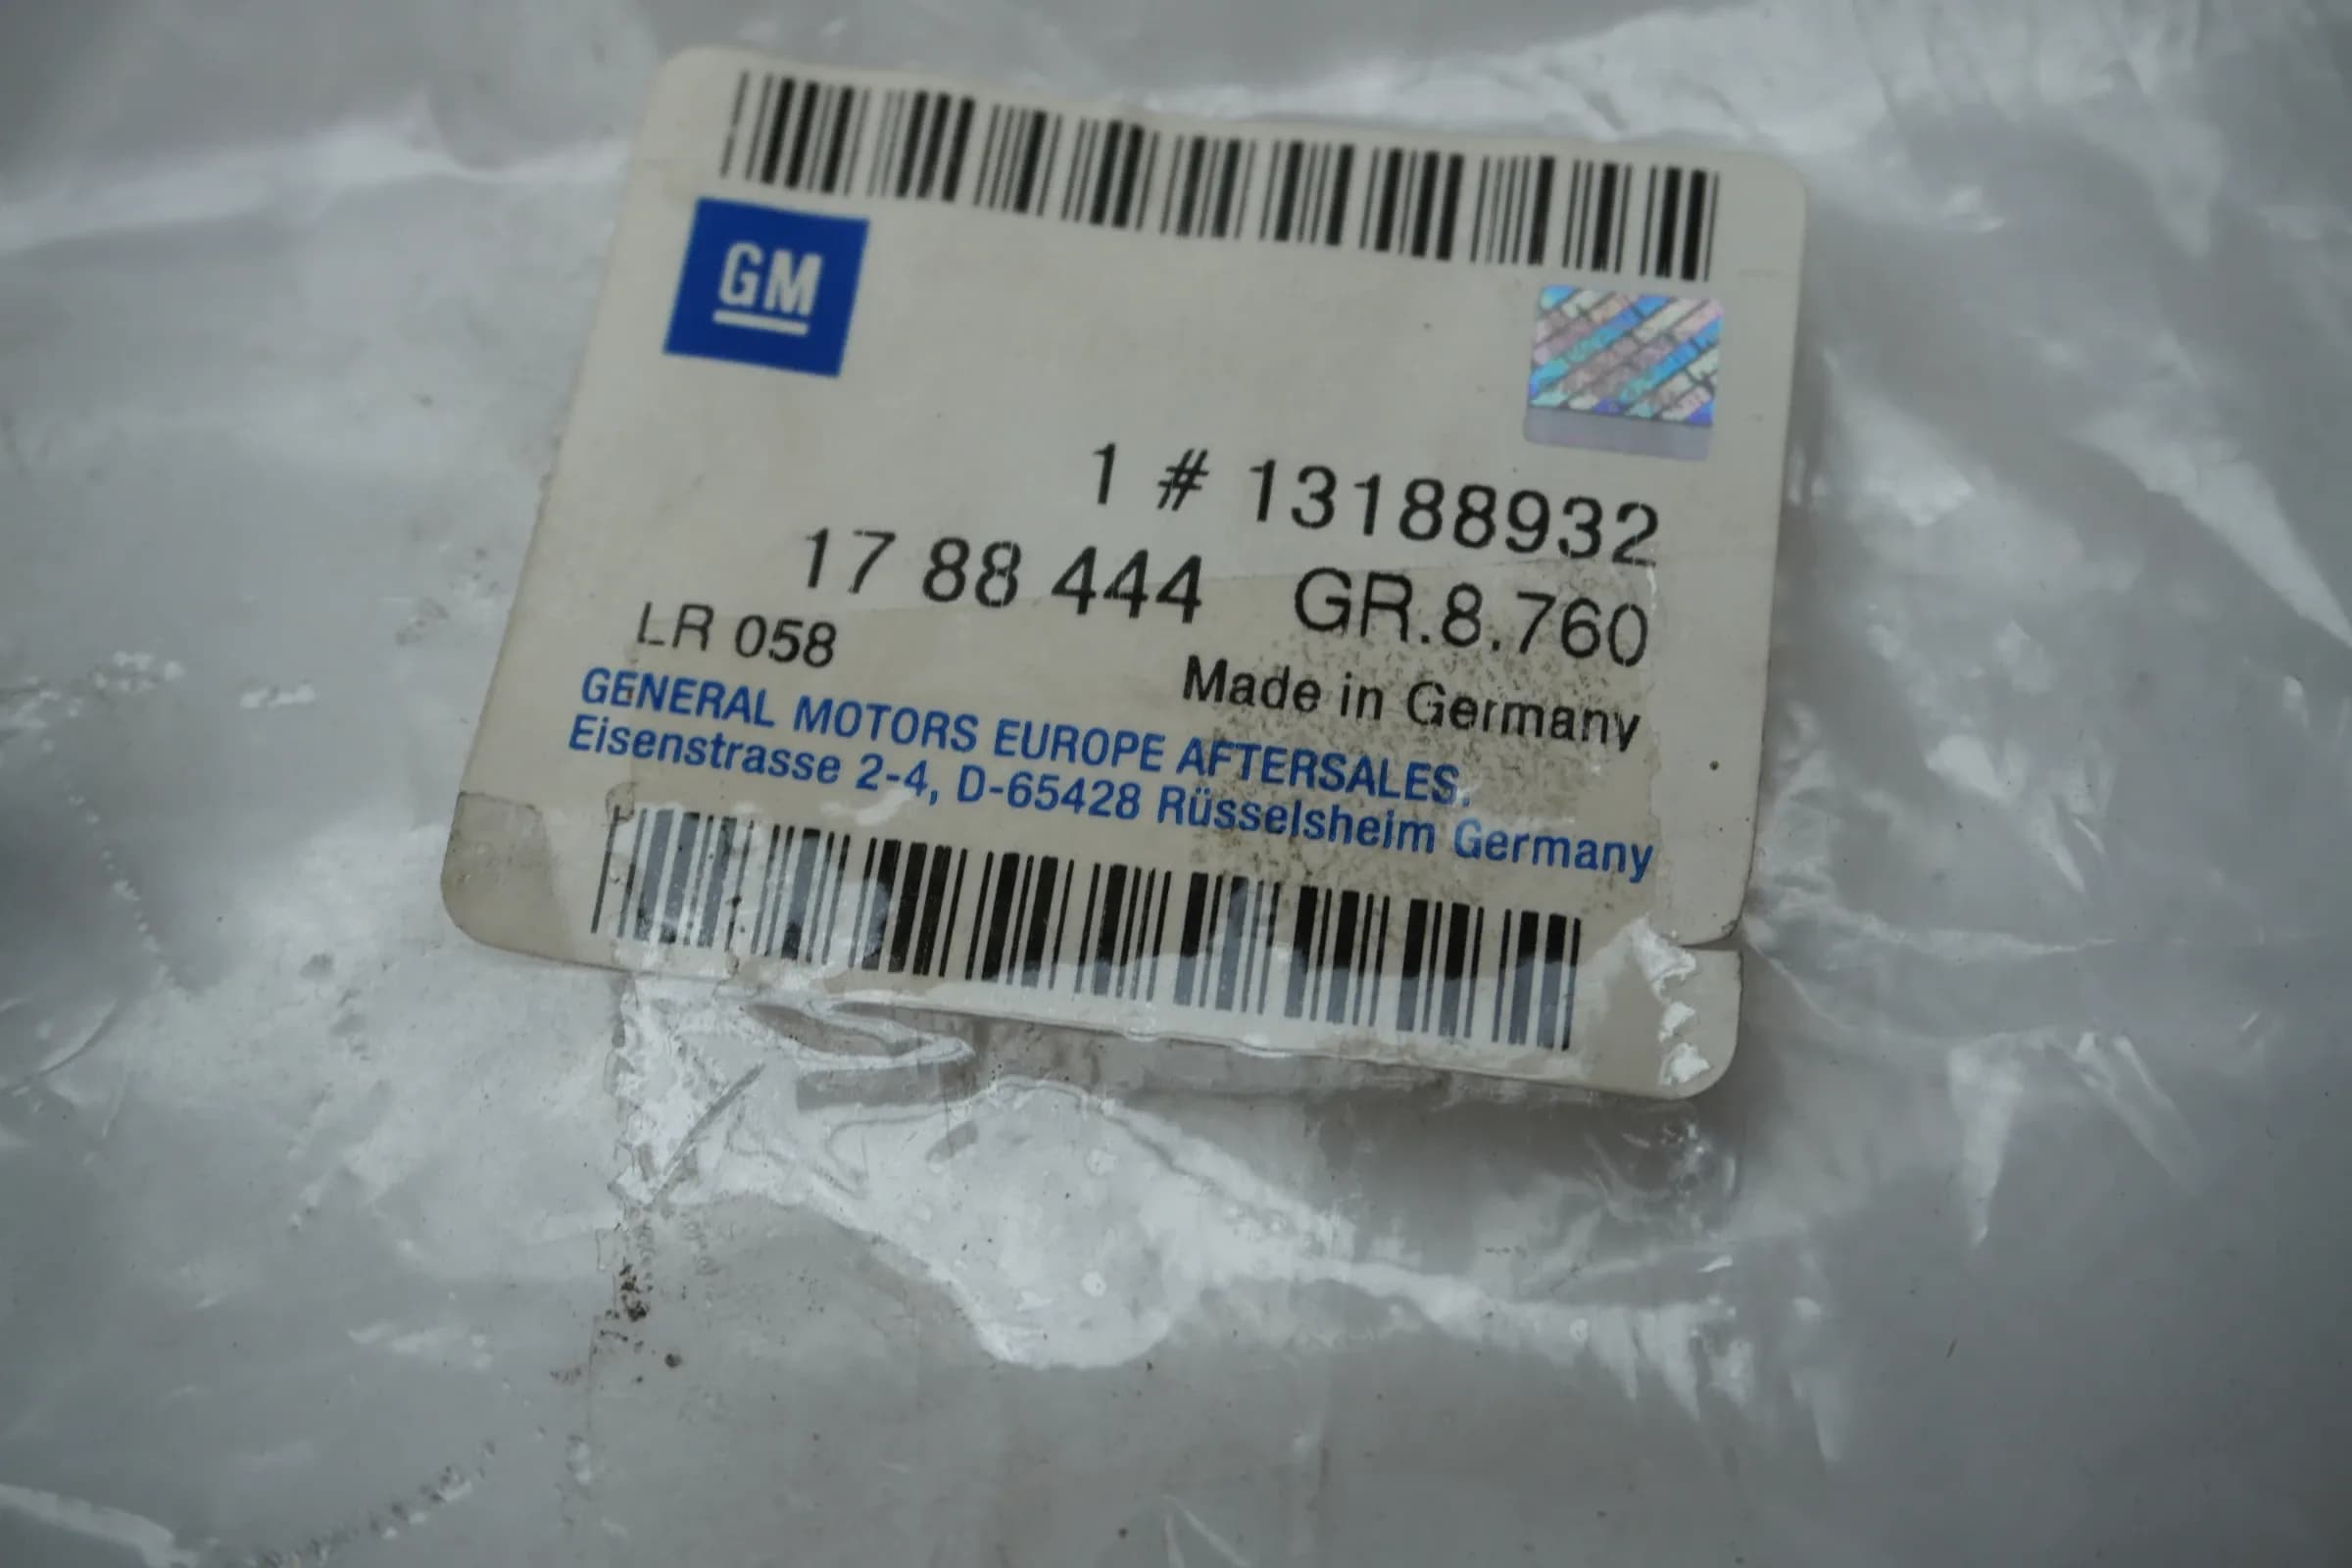 GM
1 # 13188932
17 88 444 GR.8.760
LR 058
Made in Germany
GENERAL MOTORS EUROPE AFTERSALES.
Eisenstrasse 2-4, D-65428 Rüsselsheim Germany